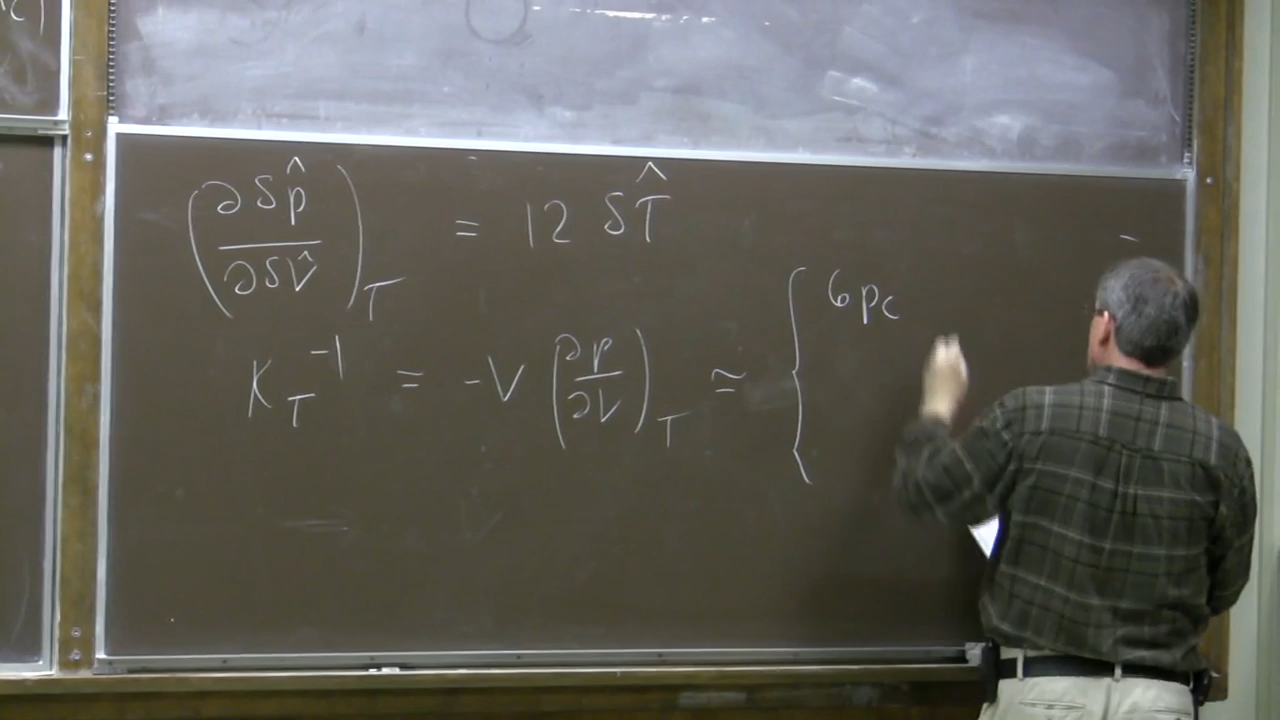 (∂δp̂/∂δV̂)_T = 12 δT̂
K_T⁻¹ = -V (∂p/∂V)_T ≃ { 6pc